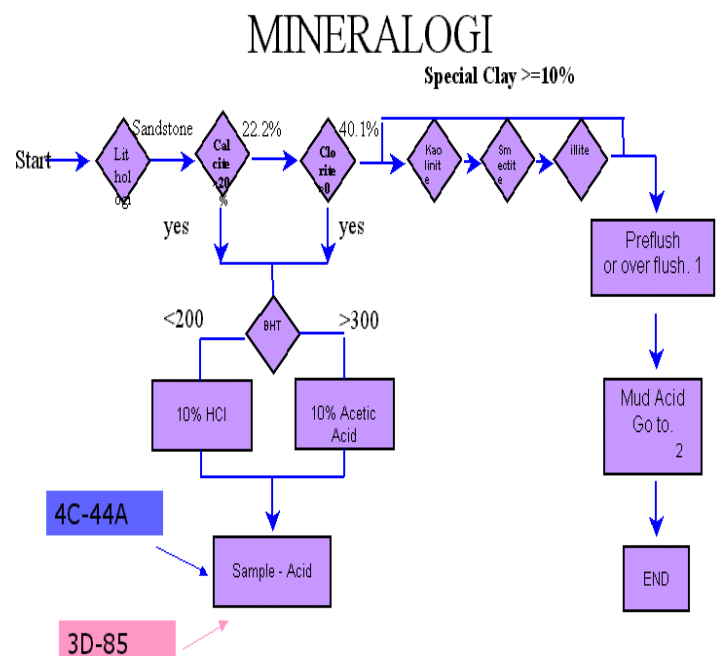 MINERALOGI
Special Clay >=10%
Start
Lit
hol
ogi
Sandstone
Cal
cite
>20
%
22.2%
Clo
rite
>0
40.1%
Kao
linit
e
Sm
ectit
e
illite
yes
yes
Preflush
or over flush. 1
<200
BHT
>300
10% HCl
10% Acetic
Acid
Mud Acid
Go to.
2
4C-44A
Sample - Acid
END
3D-85